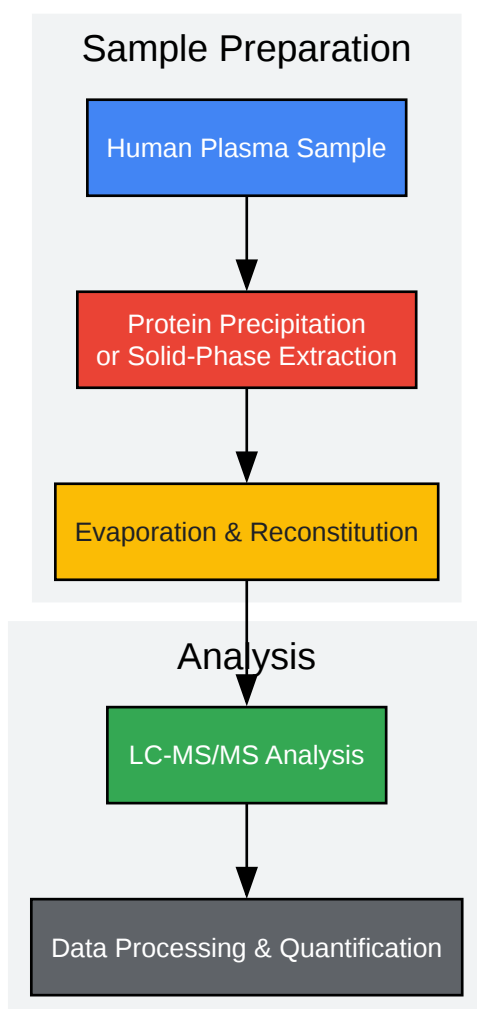 Sample Preparation
Human Plasma Sample
Protein Precipitation
or Solid-Phase Extraction
Evaporation & Reconstitution
Analysis
LC-MS/MS Analysis
Data Processing & Quantification